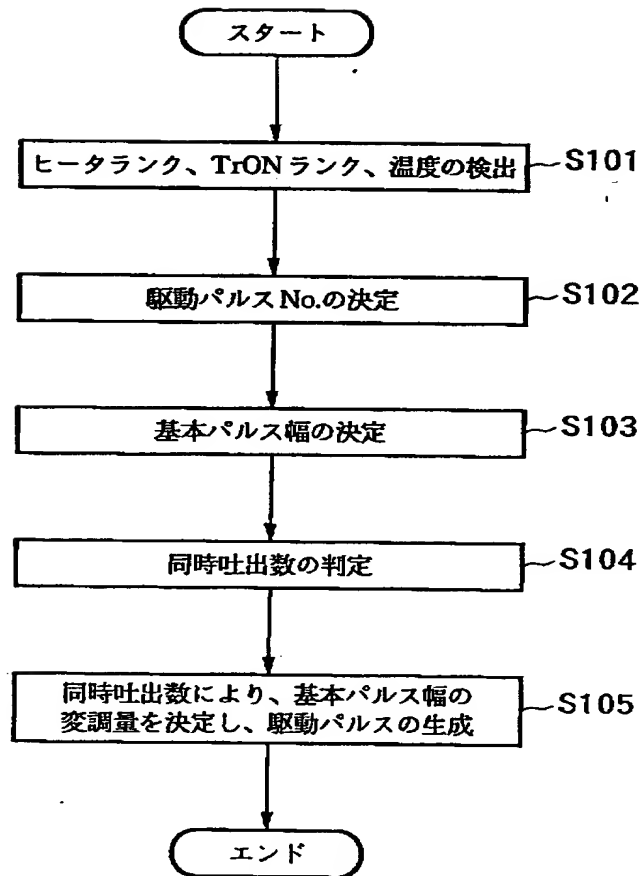 スタート
ヒータランク、TrONランク、温度の検出 S101
駆動パルスNo.の決定 S102
基本パルス幅の決定 S103
同時吐出数の判定 S104
同時吐出数により、基本パルス幅の
変調量を決定し、駆動パルスの生成 S105
エンド